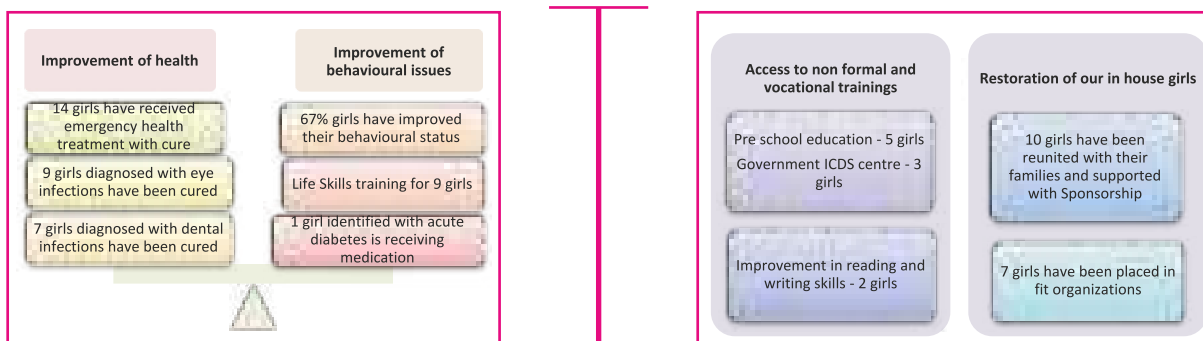 Improvement of health
14 girls have received
emergency health
treatment with cure
9 girls diagnosed with eye
infections have been cured
7 girls diagnosed with dental
infections have been cured
Improvement of
behavioural issues
67% girls have improved
their behavioural status
Life Skills training for 9 girls
1 girl identified with acute
diabetes is receiving
medication
Access to non formal and
vocational trainings
Pre school education - 5 girls
Government ICDS centre - 3
girls
Improvement in reading and
writing skills - 2 girls
Restoration of our in house girls
10 girls have been
reunited with their
families and supported
with Sponsorship
7 girls have been placed in
fit organizations